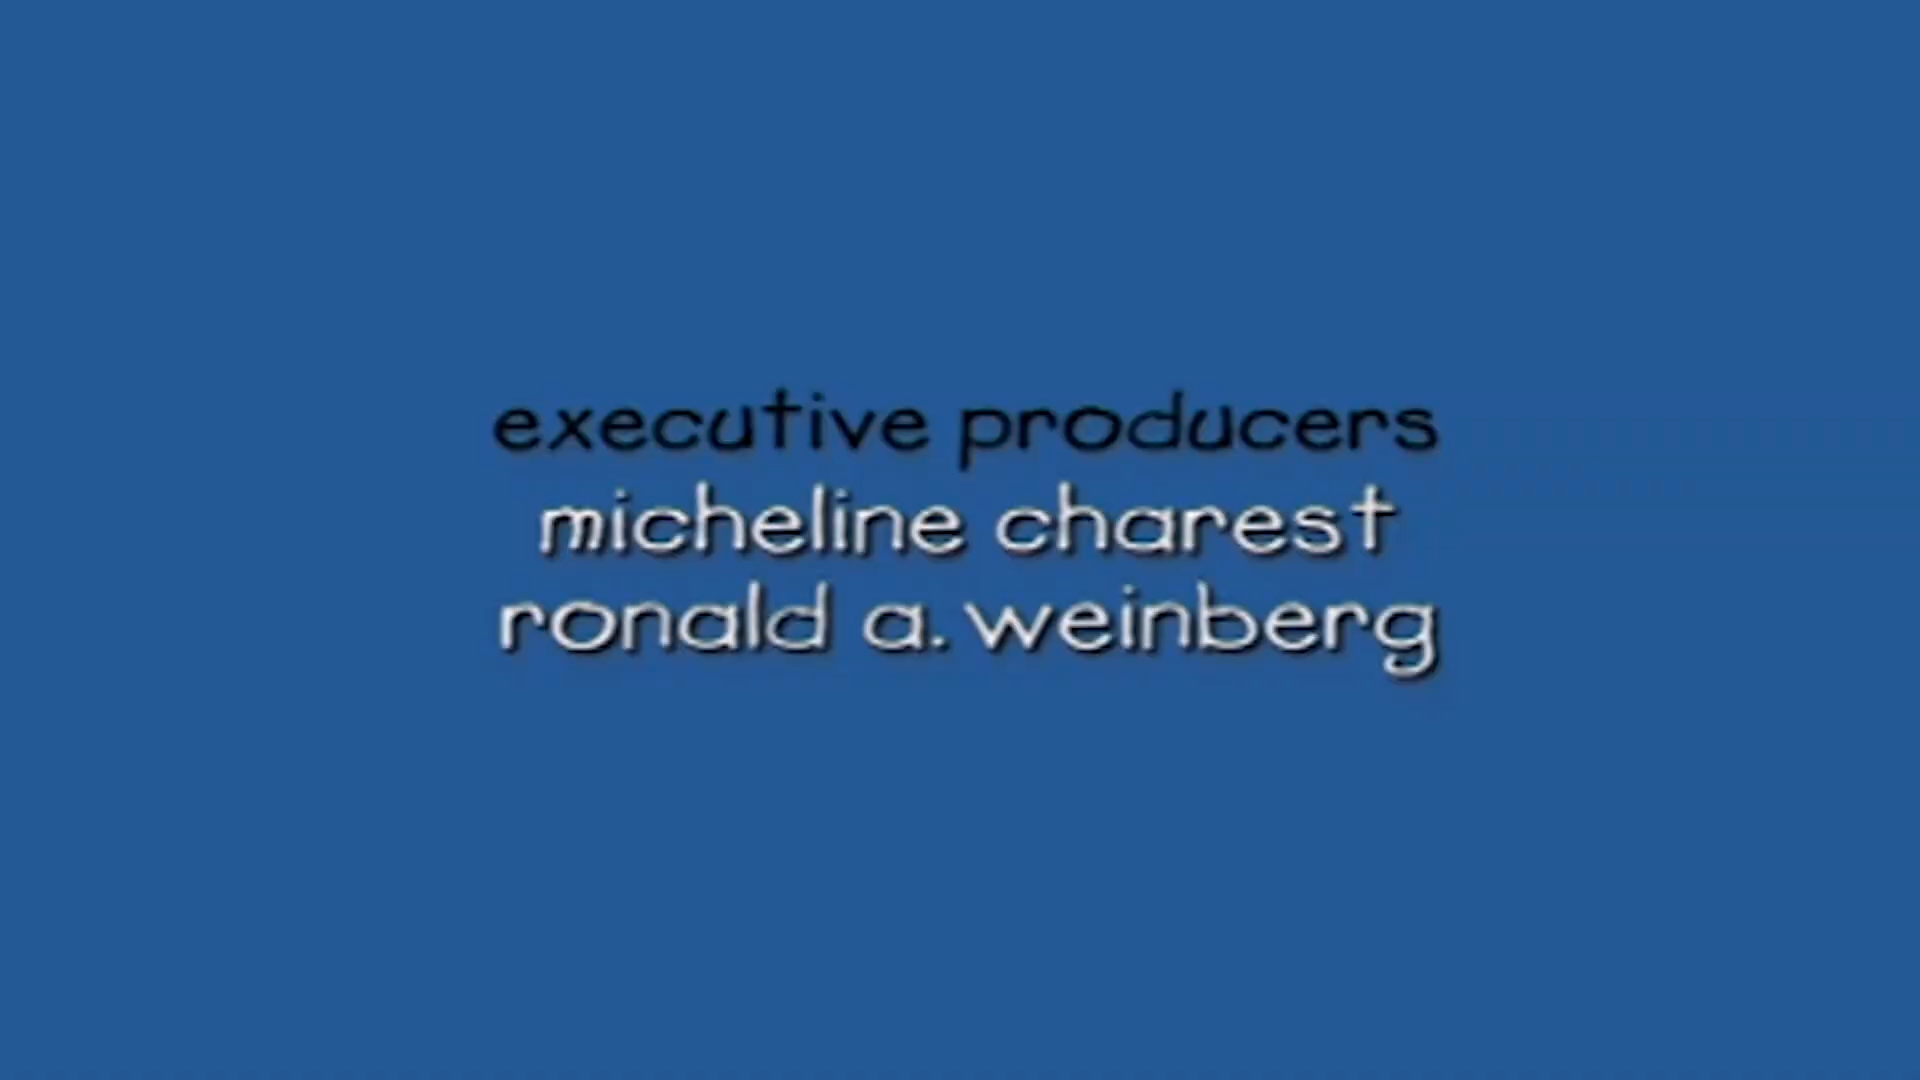 executive producers
micheline charest
ronald a. weinberg